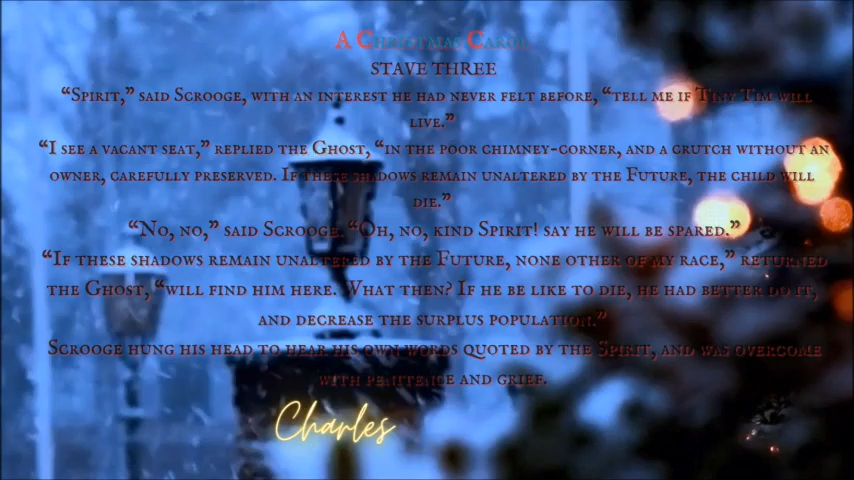 A Christmas Carol
STAVE THREE
“Spirit,” said Scrooge, with an interest he had never felt before, “tell me if Tiny Tim will
live.”
“I see a vacant seat,” replied the Ghost, “in the poor chimney-corner, and a crutch without an
owner, carefully preserved. If these shadows remain unaltered by the Future, the child will
die.”
“No, no,” said Scrooge. “Oh, no, kind Spirit! say he will be spared.”
“If these shadows remain unaltered by the Future, none other of my race,” returned
the Ghost, “will find him here. What then? If he be like to die, he had better do it,
and decrease the surplus population.”
Scrooge hung his head to hear his own words quoted by the Spirit, and was overcome
with penitence and grief.
Charles